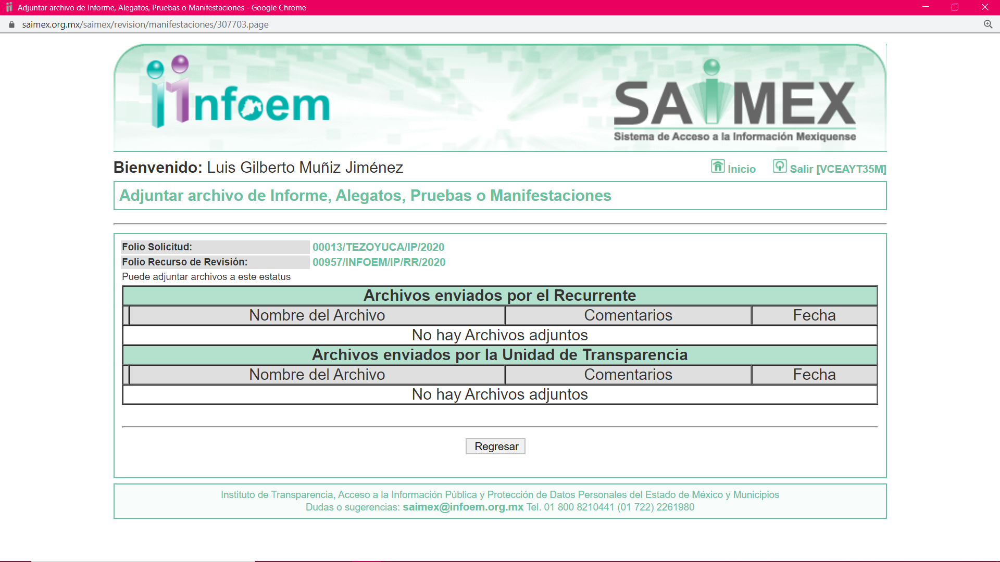 Adjuntar archivo de Informe, Alegatos, Pruebas o Manifestaciones - Google Chrome
saimex.org.mx/saimex/revision/manifestaciones/307703.page
infoem
SAiMEX
Sistema de Acceso a la Información Mexiquense
Bienvenido: Luis Gilberto Muñiz Jiménez
Inicio Salir [VCEAYT35M]
Adjuntar archivo de Informe, Alegatos, Pruebas o Manifestaciones
Folio Solicitud: 00013/TEZOYUCA/IP/2020
Folio Recurso de Revisión: 00957/INFOEM/IP/RR/2020
Puede adjuntar archivos a este estatus
Archivos enviados por el Recurrente
Nombre del Archivo Comentarios Fecha
No hay Archivos adjuntos
Archivos enviados por la Unidad de Transparencia
Nombre del Archivo Comentarios Fecha
No hay Archivos adjuntos
Regresar
Instituto de Transparencia, Acceso a la Información Pública y Protección de Datos Personales del Estado de México y Municipios
Dudas o sugerencias: saimex@infoem.org.mx Tel. 01 800 8210441 (01 722) 2261980